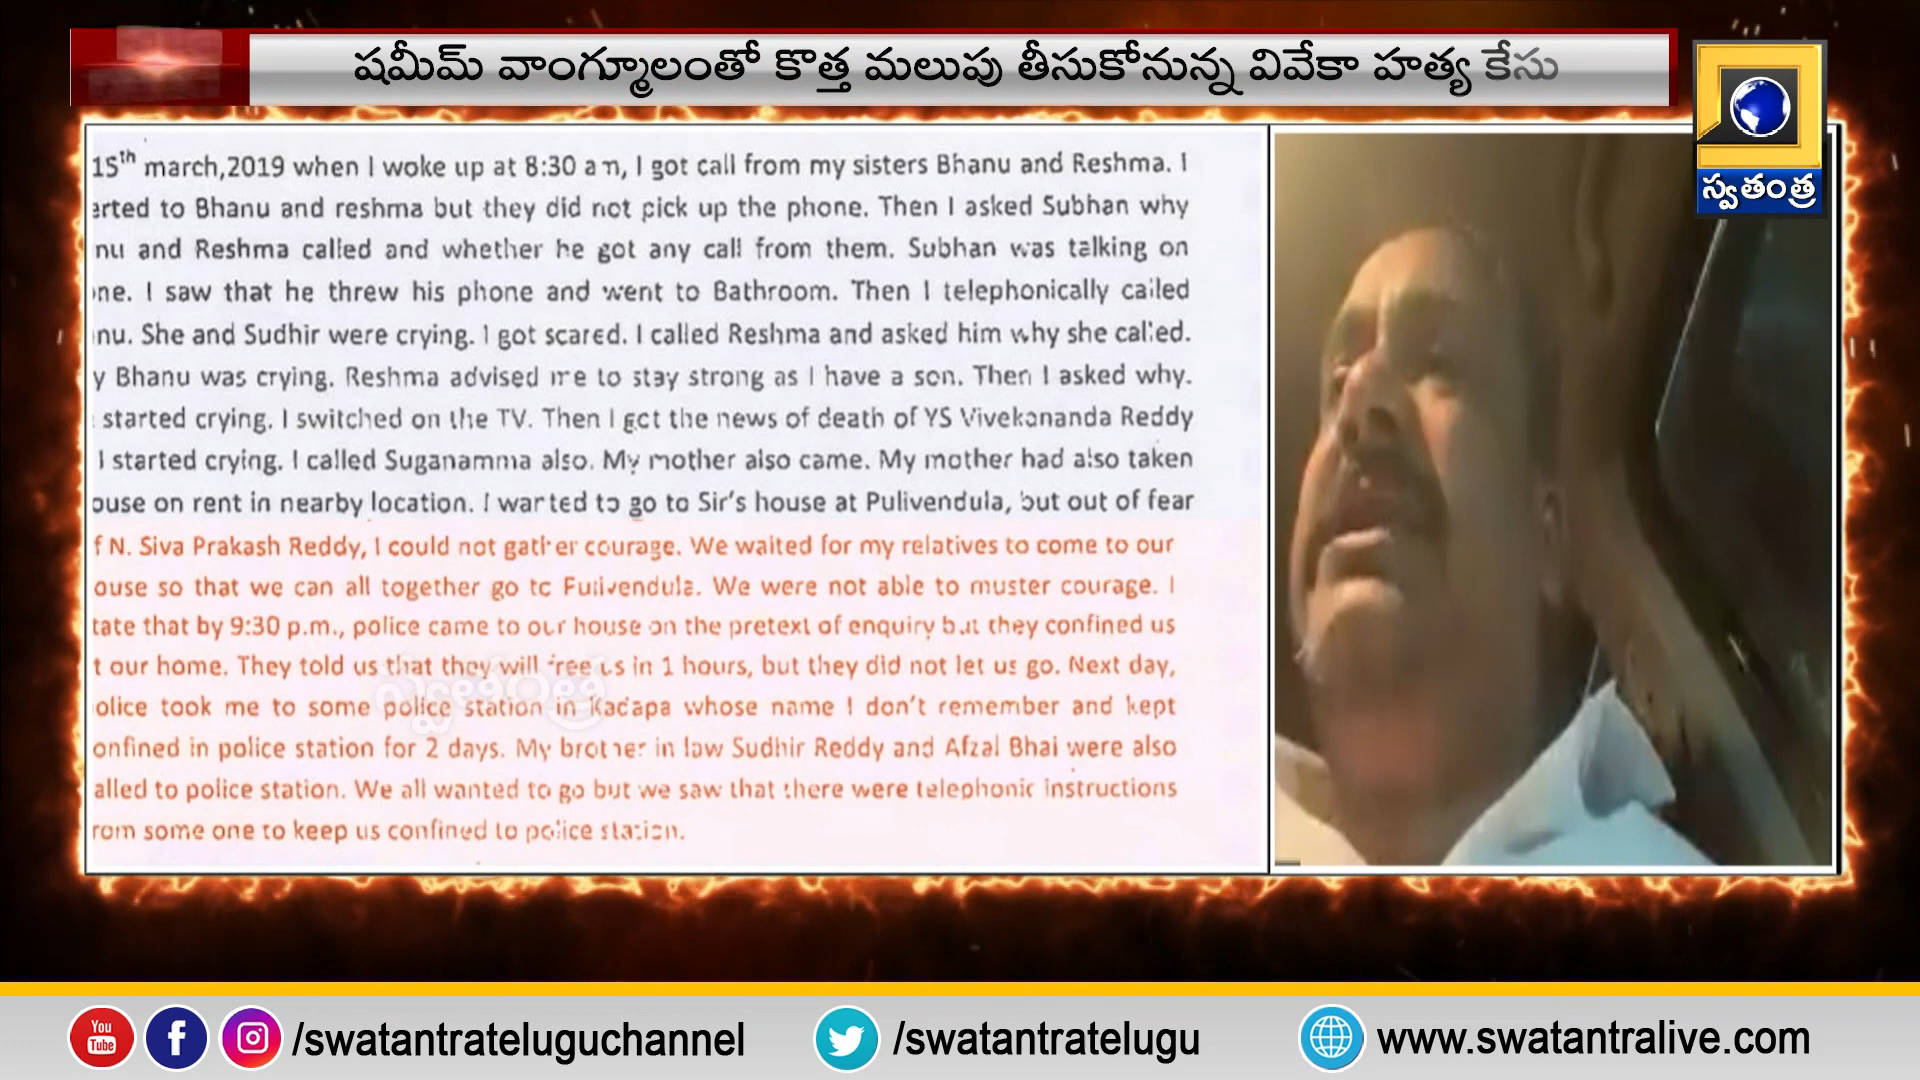 షమీమ్ వాంగ్మూలంతో కొత్త మలుపు తీసుకోనున్న వివేకా హత్య కేసు
స్వతంత్ర
15th march,2019 when I woke up at 8:30 am, I got call from my sisters Bhanu and Reshma. I
erted to Bhanu and reshma but they did not pick up the phone. Then I asked Subhan why
nu and Reshma called and whether he got any call from them. Subhan was talking on
ne. I saw that he threw his phone and went to Bathroom. Then I telephonically called
nu. She and Sudhir were crying. I got scared. I called Reshma and asked him why she called.
y Bhanu was crying. Reshma advised me to stay strong as I have a son. Then I asked why.
started crying. I switched on the TV. Then I got the news of death of YS Vivekananda Reddy
I started crying. I called Suganamma also. My mother also came. My mother had also taken
ouse on rent in nearby location. I wanted to go to Sir's house at Pulivendula, but out of fear
f N. Siva Prakash Reddy, I could not gather courage. We waited for my relatives to come to our
ouse so that we can all together go to Pulivendula. We were not able to muster courage. I
tate that by 9:30 p.m., police came to our house on the pretext of enquiry but they confined us
t our home. They told us that they will free us in 1 hours, but they did not let us go. Next day,
olice took me to some police station in Kadapa whose name I don't remember and kept
onfined in police station for 2 days. My brother in law Sudhir Reddy and Afzal Bhai were also
alled to police station. We all wanted to go but we saw that there were telephonic instructions
rom some one to keep us confined to police station.
You Tube
/swatantrateluguchannel
/swatantratelugu
www.swatantralive.com